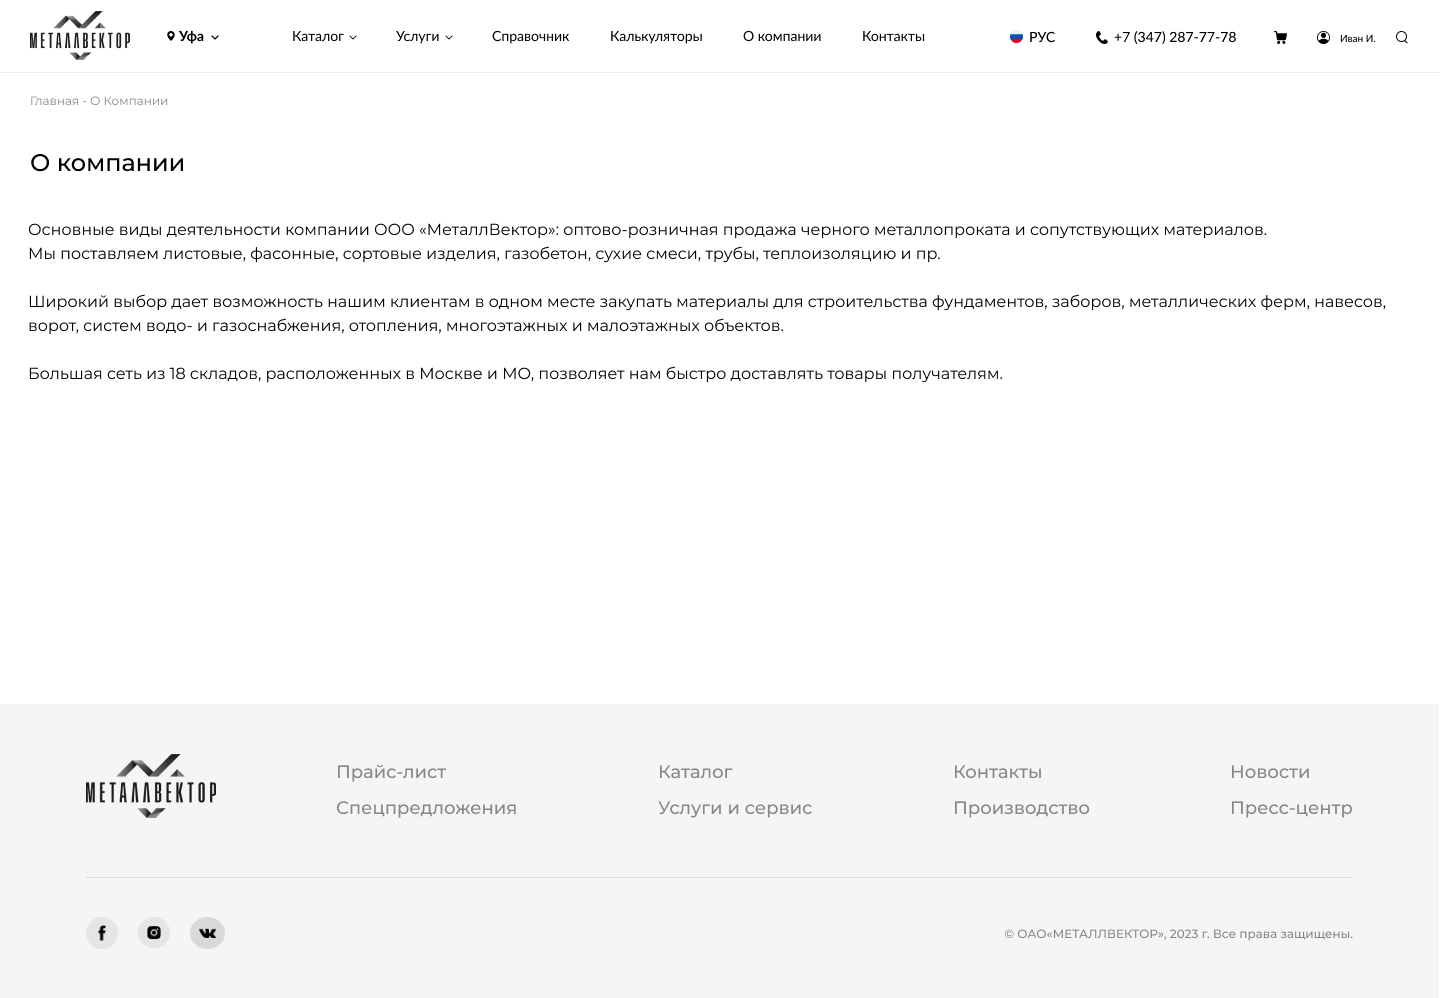 МЕТАЛЛВЕКТОР
Уфа
Каталог
Услуги
Справочник
Калькуляторы
О компании
Контакты
РУС
+7 (347) 287-77-78
Иван И.
Главная - О Компании
О компании
Основные виды деятельности компании ООО «МеталлВектор»: оптово-розничная продажа черного металлопроката и сопутствующих материалов.
Мы поставляем листовые, фасонные, сортовые изделия, газобетон, сухие смеси, трубы, теплоизоляцию и пр.
Широкий выбор дает возможность нашим клиентам в одном месте закупать материалы для строительства фундаментов, заборов, металлических ферм, навесов,
ворот, систем водо- и газоснабжения, отопления, многоэтажных и малоэтажных объектов.
Большая сеть из 18 складов, расположенных в Москве и МО, позволяет нам быстро доставлять товары получателям.
МЕТАЛЛВЕКТОР
Прайс-лист
Каталог
Контакты
Новости
Спецпредложения
Услуги и сервис
Производство
Пресс-центр
© ОАО«МЕТАЛЛВЕКТОР», 2023 г. Все права защищены.